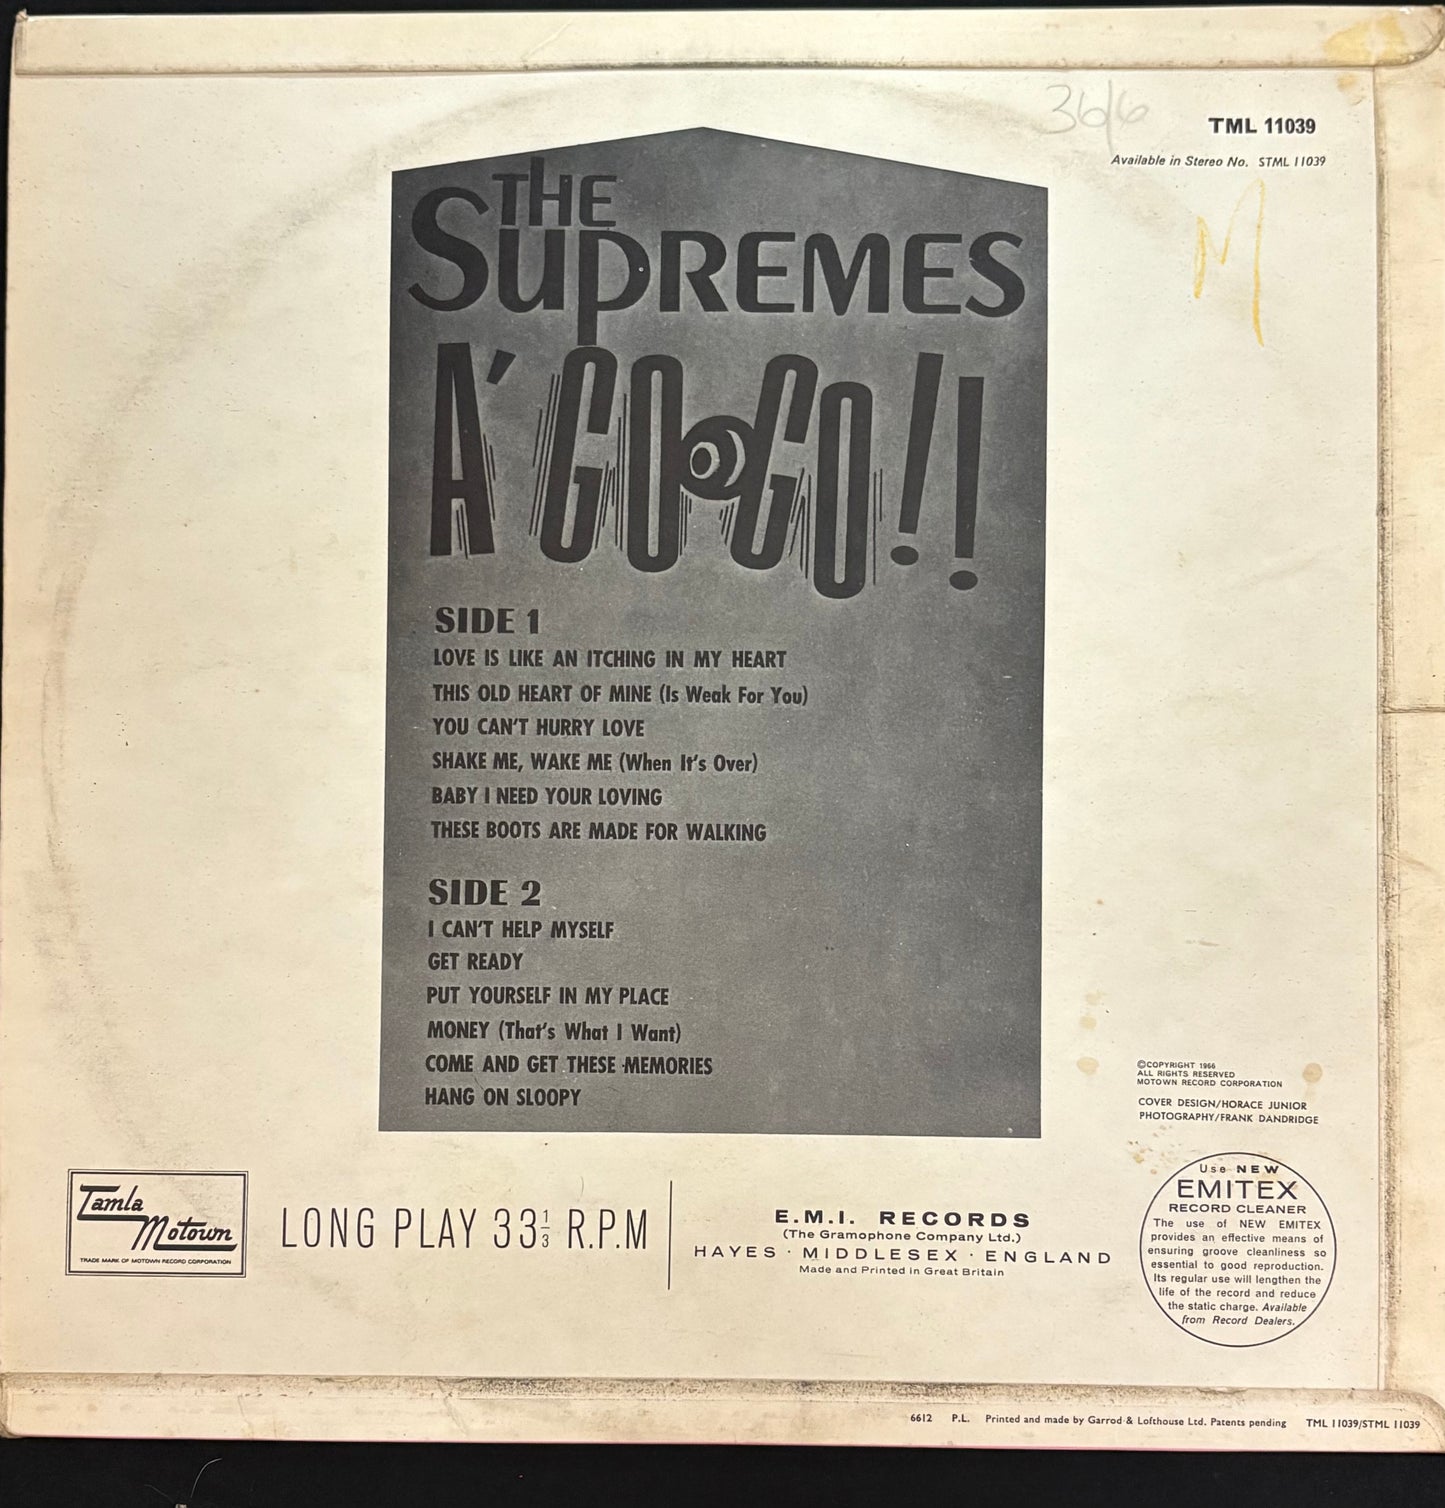 36/6
TML 11039
Available in Stereo No. STML 11039
M
THE
SUPREMES
A' GO-GO!!
SIDE 1
LOVE IS LIKE AN ITCHING IN MY HEART
THIS OLD HEART OF MINE (Is Weak For You)
YOU CAN'T HURRY LOVE
SHAKE ME, WAKE ME (When It's Over)
BABY I NEED YOUR LOVING
THESE BOOTS ARE MADE FOR WALKING
SIDE 2
I CAN'T HELP MYSELF
GET READY
PUT YOURSELF IN MY PLACE
MONEY (That's What I Want)
COME AND GET THESE MEMORIES
HANG ON SLOOPY
©COPYRIGHT 1966
ALL RIGHTS RESERVED
MOTOWN RECORD CORPORATION
COVER DESIGN/HORACE JUNIOR
PHOTOGRAPHY/FRANK DANDRIDGE
Tamla
Motown
TRADE MARK OF MOTOWN RECORD CORPORATION
LONG PLAY 33 1/3 R.P.M
E.M.I. RECORDS
(The Gramophone Company Ltd.)
HAYES · MIDDLESEX · ENGLAND
Made and Printed in Great Britain
Use NEW
EMITEX
RECORD CLEANER
The use of NEW EMITEX
provides an effective means of
ensuring groove cleanliness so
essential to good reproduction.
Its regular use will lengthen the
life of the record and reduce
the static charge. Available
from Record Dealers.
6612 P.L. Printed and made by Garrod & Lofthouse Ltd. Patents pending TML 11039/STML 11039